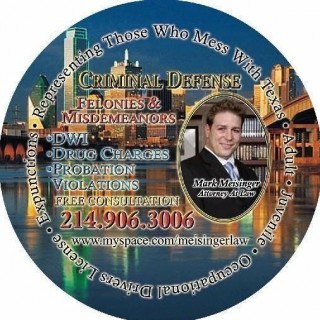 Representing Those Who Mess With Texas • Adult • Juvenile • Occupational Drivers License • Expunctions •
CRIMINAL DEFENSE
FELONIES &
MISDEMEANORS
•DWI
•DRUG CHARGES
•PROBATION
VIOLATIONS
FREE CONSULTATION
214.906.3006
www.myspace.com/meisingerlaw
Mark Meisinger
Attorney At Law